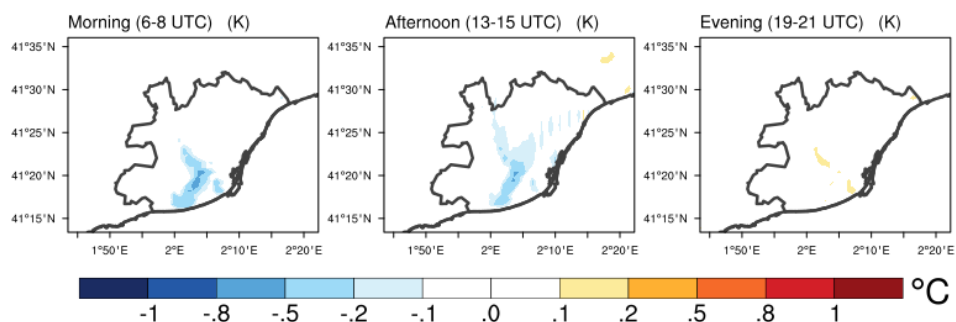 Morning (6-8 UTC) (K) Afternoon (13-15 UTC) (K) Evening (19-21 UTC) (K)
41°35'N 41°35'N 41°35'N
41°30'N 41°30'N 41°30'N
41°25'N 41°25'N 41°25'N
41°20'N 41°20'N 41°20'N
41°15'N 41°15'N 41°15'N
1°50'E 2°E 2°10'E 2°20'E 1°50'E 2°E 2°10'E 2°20'E 1°50'E 2°E 2°10'E 2°20'E
°C
-1 -.8 -.5 -.2 -.1 .0 .1 .2 .5 .8 1